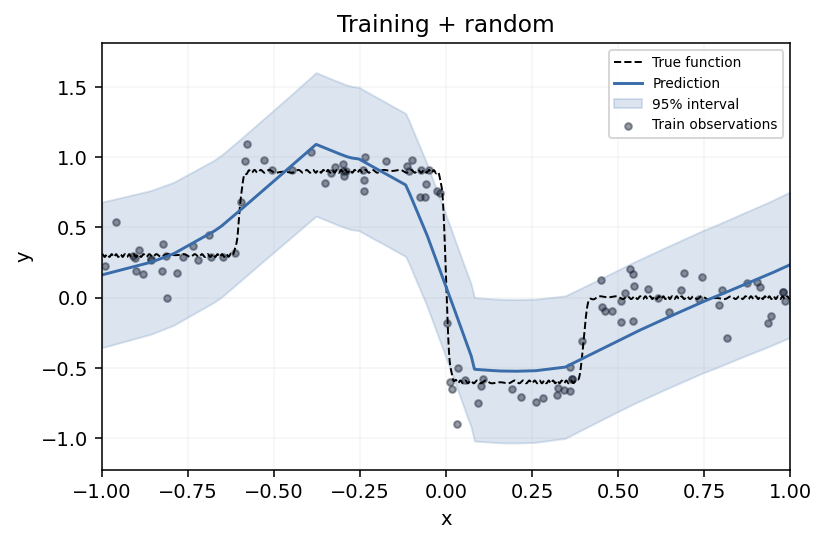 Training + random
True function
Prediction
95% interval
Train observations
1.5
1.0
0.5
0.0
−0.5
−1.0
y
−1.00 −0.75 −0.50 −0.25 0.00 0.25 0.50 0.75 1.00
x